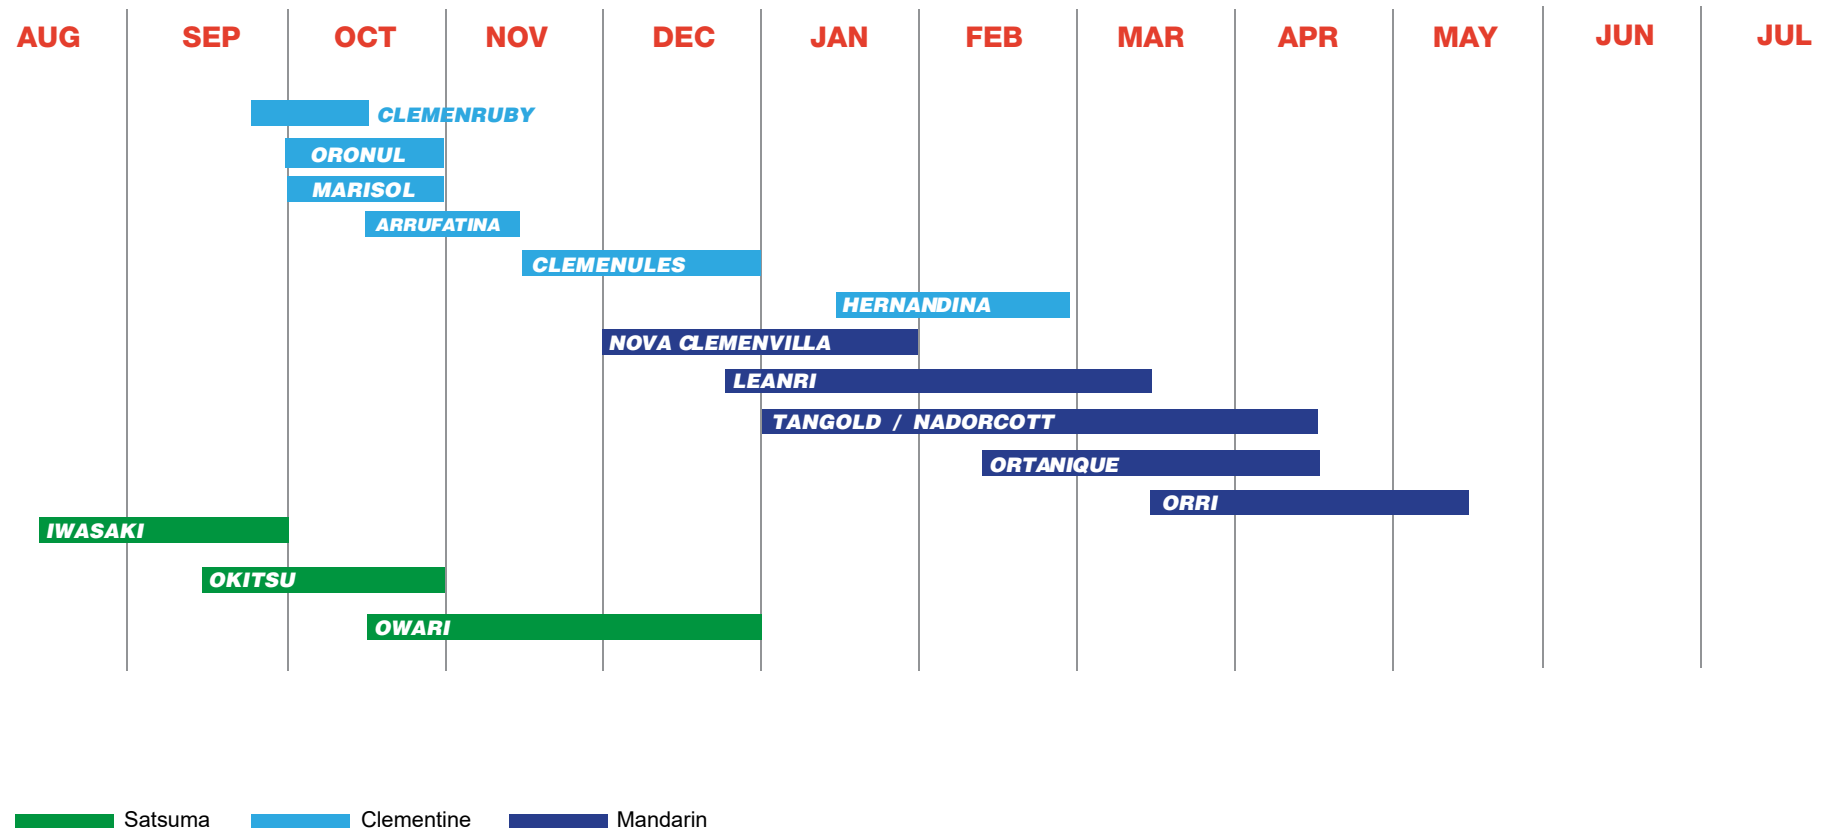 AUG SEP OCT NOV DEC JAN FEB MAR APR MAY JUN JUL
CLEMENRUBY
ORONUL
MARISOL
ARRUFATINA
CLEMENULES
HERNANDINA
NOVA CLEMENVILLA
LEANRI
TANGOLD / NADORCOTT
ORTANIQUE
ORRI
IWASAKI
OKITSU
OWARI
Satsuma Clementine Mandarin